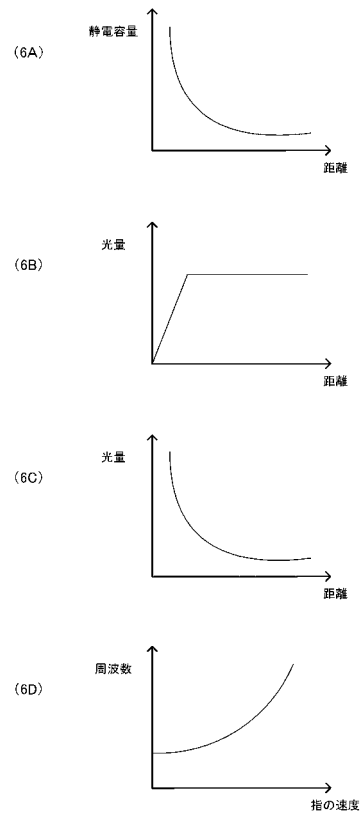 静電容量
(6A)
距離
光量
(6B)
距離
光量
(6C)
距離
周波数
(6D)
指の速度